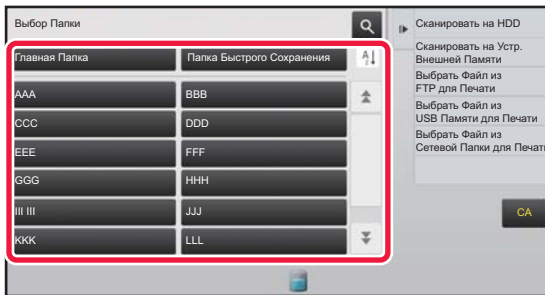 Выбор Папки
Главная Папка
Папка Быстрого Сохранения
AAA
BBB
CCC
DDD
EEE
FFF
GGG
HHH
III III
JJJ
KKK
LLL
Сканировать на HDD
Сканировать на Устр.
Внешней Памяти
Выбрать Файл из
FTP для Печати
Выбрать Файл из
USB Памяти для Печати
Выбрать Файл из
Сетевой Папки для Печати
CA